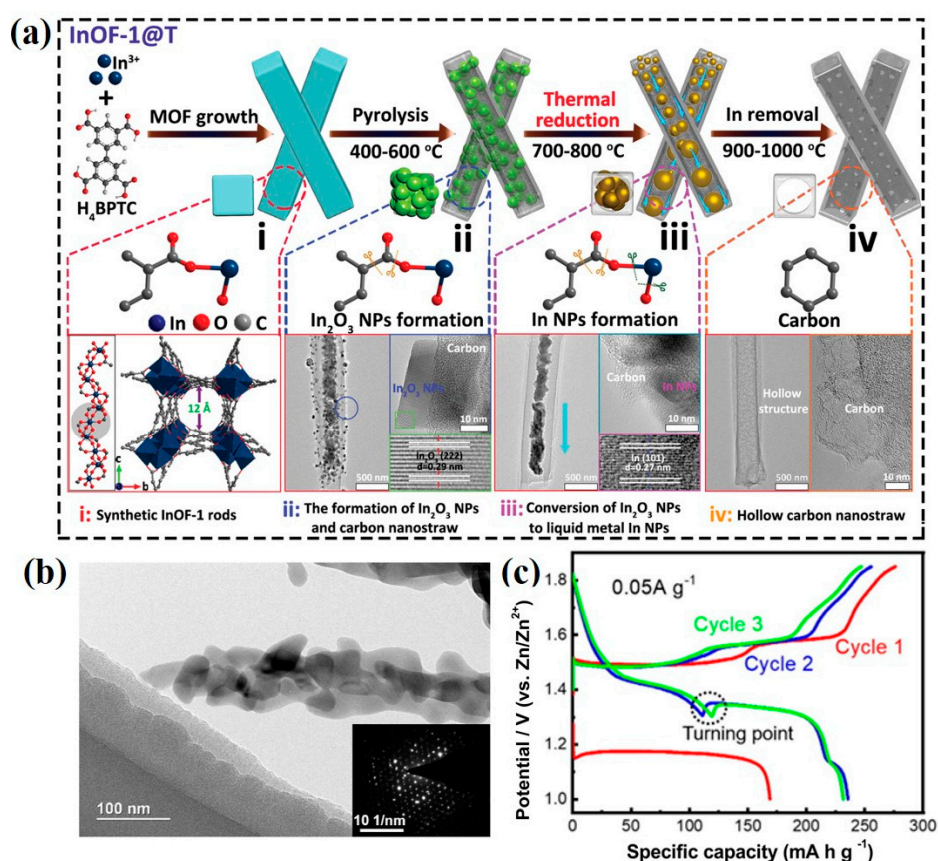 (a)
InOF-1@T
In³⁺
+
H₄BPTC
MOF growth
Pyrolysis
400-600 °C
Thermal
reduction
700-800 °C
In removal
900-1000 °C
i
ii
iii
iv
In O C
In₂O₃ NPs formation
In NPs formation
Carbon
12 Å
c
b
500 nm
Carbon
In₂O₃ NPs
10 nm
In₂O₃ (222)
d=0.29 nm
500 nm
Carbon
In NPs
10 nm
In (101)
d=0.27 nm
Hollow
structure
500 nm
Carbon
10 nm
i: Synthetic InOF-1 rods
ii: The formation of In₂O₃ NPs
and carbon nanostraw
iii: Conversion of In₂O₃ NPs
to liquid metal In NPs
iv: Hollow carbon nanostraw
(b)
100 nm
10 1/nm
(c)
0.05A g⁻¹
Cycle 3
Cycle 1
Cycle 2
Turning point
Potential / V (vs. Zn/Zn²⁺)
1.8
1.6
1.4
1.2
1.0
0 50 100 150 200 250 300
Specific capacity (mA h g⁻¹)